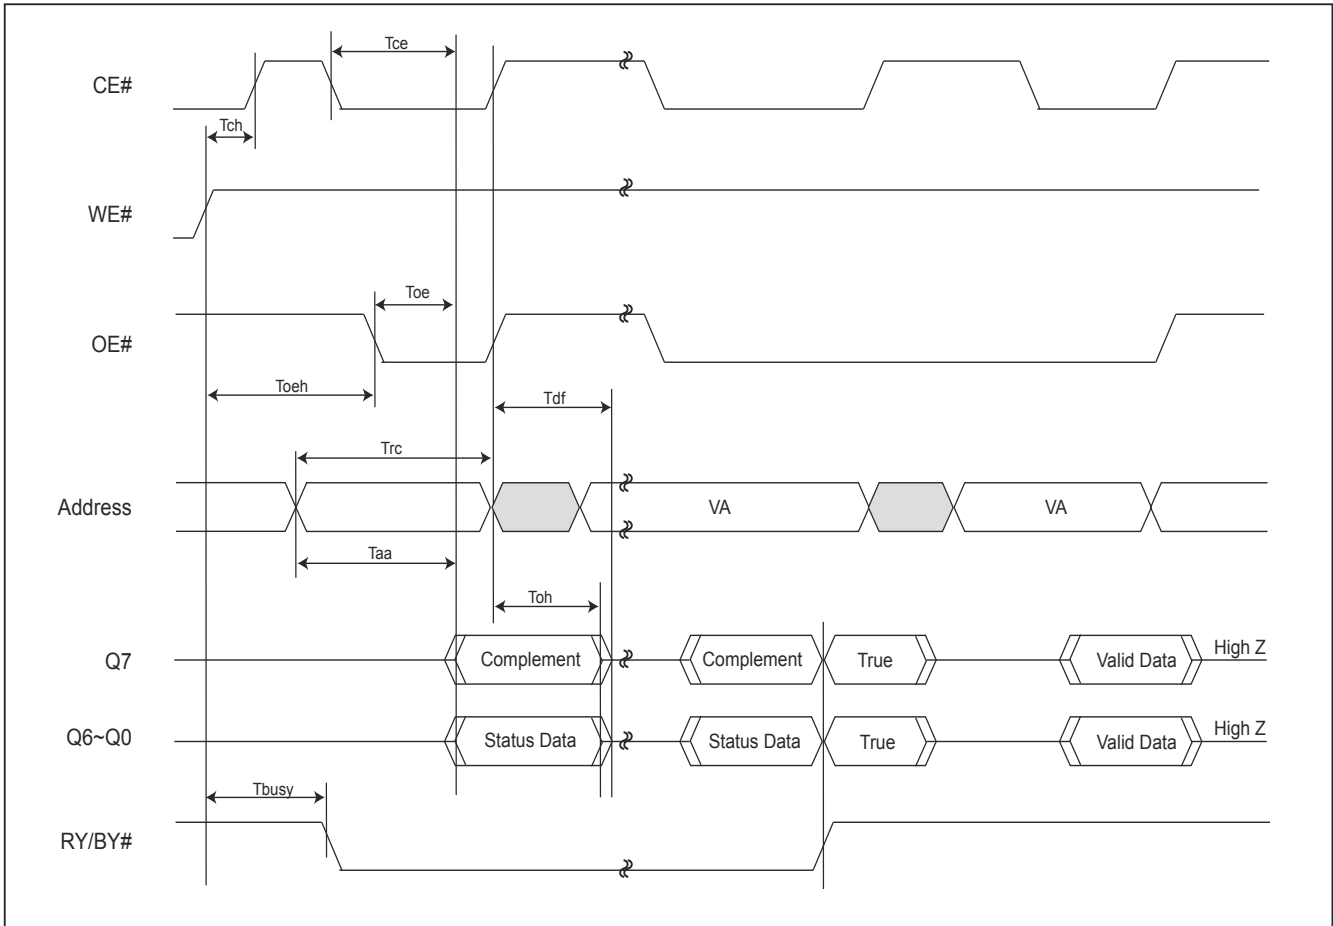 Tce
CE#
Tch
WE#
Toe
OE#
Toeh
Tdf
Trc
Address
VA
VA
Taa
Toh
Q7
Complement
Complement
True
Valid Data
High Z
Q6~Q0
Status Data
Status Data
True
Valid Data
High Z
Tbusy
RY/BY#